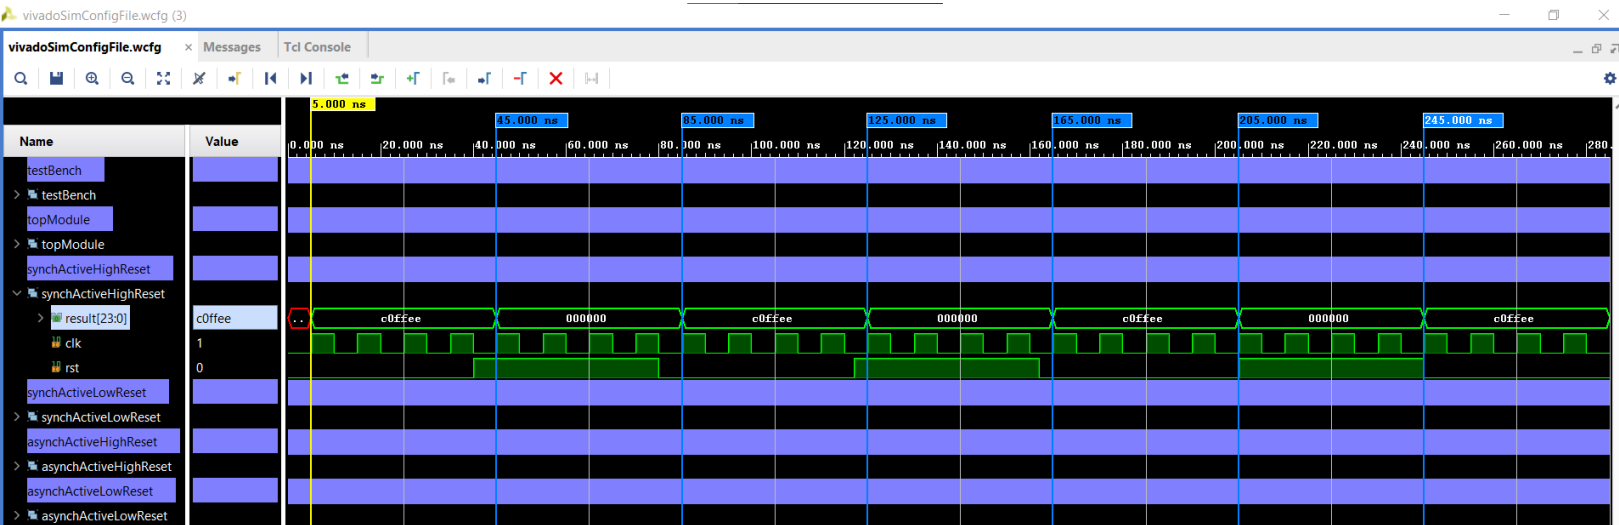 vivadoSimConfigFile.wcfg (3)
vivadoSimConfigFile.wcfg × Messages Tcl Console
5.000 ns
45.000 ns 85.000 ns 125.000 ns 165.000 ns 205.000 ns 245.000 ns
Name Value
0.000 ns 20.000 ns 40.000 ns 60.000 ns 80.000 ns 100.000 ns 120.000 ns 140.000 ns 160.000 ns 180.000 ns 200.000 ns 220.000 ns 240.000 ns 260.000 ns 280.
testBench
testBench
topModule
topModule
synchActiveHighReset
synchActiveHighReset
result[23:0] c0ffee .. c0ffee 000000 c0ffee 000000 c0ffee 000000 c0ffee
clk 1
rst 0
synchActiveLowReset
synchActiveLowReset
asynchActiveHighReset
asynchActiveHighReset
asynchActiveLowReset
asynchActiveLowReset